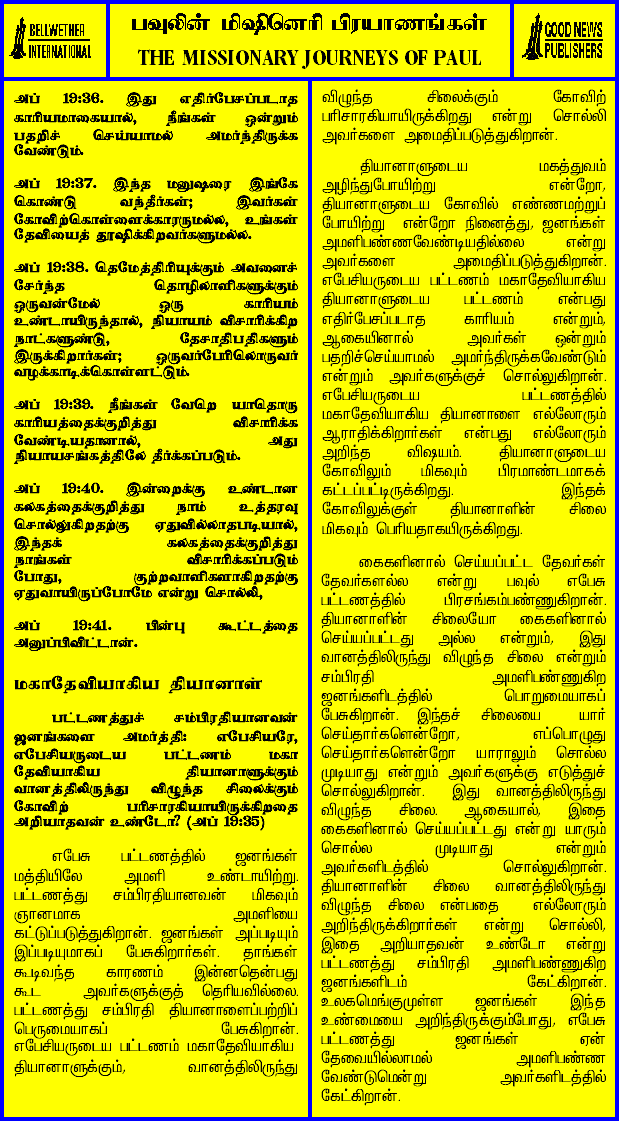 BELLWETHER
INTERNATIONAL
பவுலின் மிஷினெரி பிரயாணங்கள்
THE MISSIONARY JOURNEYS OF PAUL
GOOD NEWS
PUBLISHERS
அப் 19:36. இது எதிர்பேசப்படாத
காரியமாகையால், நீங்கள் ஒன்றும்
பதறிச் செய்யாமல் அமர்ந்திருக்க
வேண்டும்.
அப் 19:37. இந்த மனுஷரை இங்கே
கொண்டு வந்தீர்கள்; இவர்கள்
கோவிற்கொள்ளைக்காரருமல்ல, உங்கள்
தேவியைத் தூஷிக்கிறவர்களுமல்ல.
அப் 19:38. தெமேத்திரியுக்கும் அவனைச்
சேர்ந்த தொழிலாளிகளுக்கும்
ஒருவன்மேல் ஒரு காரியம்
உண்டாயிருந்தால், நியாயம் விசாரிக்கிற
நாட்களுண்டு, தேசாதிபதிகளும்
இருக்கிறார்கள்; ஒருவர்பேரிலொருவர்
வழக்காடிக்கொள்ளட்டும்.
அப் 19:39. நீங்கள் வேறெ யாதொரு
காரியத்தைக்குறித்து விசாரிக்க
வேண்டியதானால், அது
நியாயசங்கத்திலே தீர்க்கப்படும்.
அப் 19:40. இன்றைக்கு உண்டான
கலகத்தைக்குறித்து நாம் உத்தரவு
சொல்லுகிறதற்கு ஏதுவில்லாதபடியால்,
இந்தக் கலகத்தைக்குறித்து
நாங்கள் விசாரிக்கப்படும்
போது, குற்றவாளிகளாகிறதற்கு
ஏதுவாயிருப்போமே என்று சொல்லி,
அப் 19:41. பின்பு கூட்டத்தை
அனுப்பிவிட்டான்.
மகாதேவியாகிய தியானாள்
பட்டணத்துச் சம்பிரதியானவன்
ஜனங்களை அமர்த்தி: எபேசியரே,
எபேசியருடைய பட்டணம் மகா
தேவியாகிய தியானாளுக்கும்
வானத்திலிருந்து விழுந்த சிலைக்கும்
கோவிற் பரிசாரகியாயிருக்கிறதை
அறியாதவன் உண்டோ? (அப் 19:35)
எபேசு பட்டணத்தில் ஜனங்கள்
மத்தியிலே அமளி உண்டாயிற்று.
பட்டணத்து சம்பிரதியானவன் மிகவும்
ஞானமாக அமளியை
கட்டுப்படுத்துகிறான். ஜனங்கள் அப்படியும்
இப்படியுமாகப் பேசுகிறார்கள். தாங்கள்
கூடிவந்த காரணம் இன்னதென்பது
கூட அவர்களுக்குத் தெரியவில்லை.
பட்டணத்து சம்பிரதி தியானாளைப்பற்றிப்
பெருமையாகப் பேசுகிறான்.
எபேசியருடைய பட்டணம் மகாதேவியாகிய
தியானாளுக்கும், வானத்திலிருந்து
விழுந்த சிலைக்கும் கோவிற்
பரிசாரகியாயிருக்கிறது என்று சொல்லி
அவர்களை அமைதிப்படுத்துகிறான்.
தியானாளுடைய மகத்துவம்
அழிந்துபோயிற்று என்றோ,
தியானாளுடைய கோவில் எண்ணமற்றுப்
போயிற்று என்றோ நினைத்து, ஜனங்கள்
அமளிபண்ணவேண்டியதில்லை என்று
அவர்களை அமைதிப்படுத்துகிறான்.
எபேசியருடைய பட்டணம் மகாதேவியாகிய
தியானாளுடைய பட்டணம் என்பது
எதிர்பேசப்படாத காரியம் என்றும்,
ஆகையினால் அவர்கள் ஒன்றும்
பதறிச்செய்யாமல் அமர்ந்திருக்கவேண்டும்
என்றும் அவர்களுக்குச் சொல்லுகிறான்.
எபேசியருடைய பட்டணத்தில்
மகாதேவியாகிய தியானாளை எல்லோரும்
ஆராதிக்கிறார்கள் என்பது எல்லோரும்
அறிந்த விஷயம். தியானாளுடைய
கோவிலும் மிகவும் பிரமாண்டமாகக்
கட்டப்பட்டிருக்கிறது. இந்தக்
கோவிலுக்குள் தியானாளின் சிலை
மிகவும் பெரியதாகயிருக்கிறது.
கைகளினால் செய்யப்பட்ட தேவர்கள்
தேவர்களல்ல என்று பவுல் எபேசு
பட்டணத்தில் பிரசங்கம்பண்ணுகிறான்.
தியானாளின் சிலையோ கைகளினால்
செய்யப்பட்டது அல்ல என்றும், இது
வானத்திலிருந்து விழுந்த சிலை என்றும்
சம்பிரதி அமளிபண்ணுகிற
ஜனங்களிடத்தில் பொறுமையாகப்
பேசுகிறான். இந்தச் சிலையை யார்
செய்தார்களென்றோ, எப்பொழுது
செய்தார்களென்றோ யாராலும் சொல்ல
முடியாது என்றும் அவர்களுக்கு எடுத்துச்
சொல்லுகிறான். இது வானத்திலிருந்து
விழுந்த சிலை. ஆகையால், இதை
கைகளினால் செய்யப்பட்டது என்று யாரும்
சொல்ல முடியாது என்றும்
அவர்களிடத்தில் சொல்லுகிறான்.
தியானாளின் சிலை வானத்திலிருந்து
விழுந்த சிலை என்பதை எல்லோரும்
அறிந்திருக்கிறார்கள் என்று சொல்லி,
இதை அறியாதவன் உண்டோ என்று
பட்டணத்து சம்பிரதி அமளிபண்ணுகிற
ஜனங்களிடம் கேட்கிறான்.
உலகமெங்குமுள்ள ஜனங்கள் இந்த
உண்மையை அறிந்திருக்கும்போது, எபேசு
பட்டணத்து ஜனங்கள் ஏன்
தேவையில்லாமல் அமளிபண்ண
வேண்டுமென்று அவர்களிடத்தில்
கேட்கிறான்.